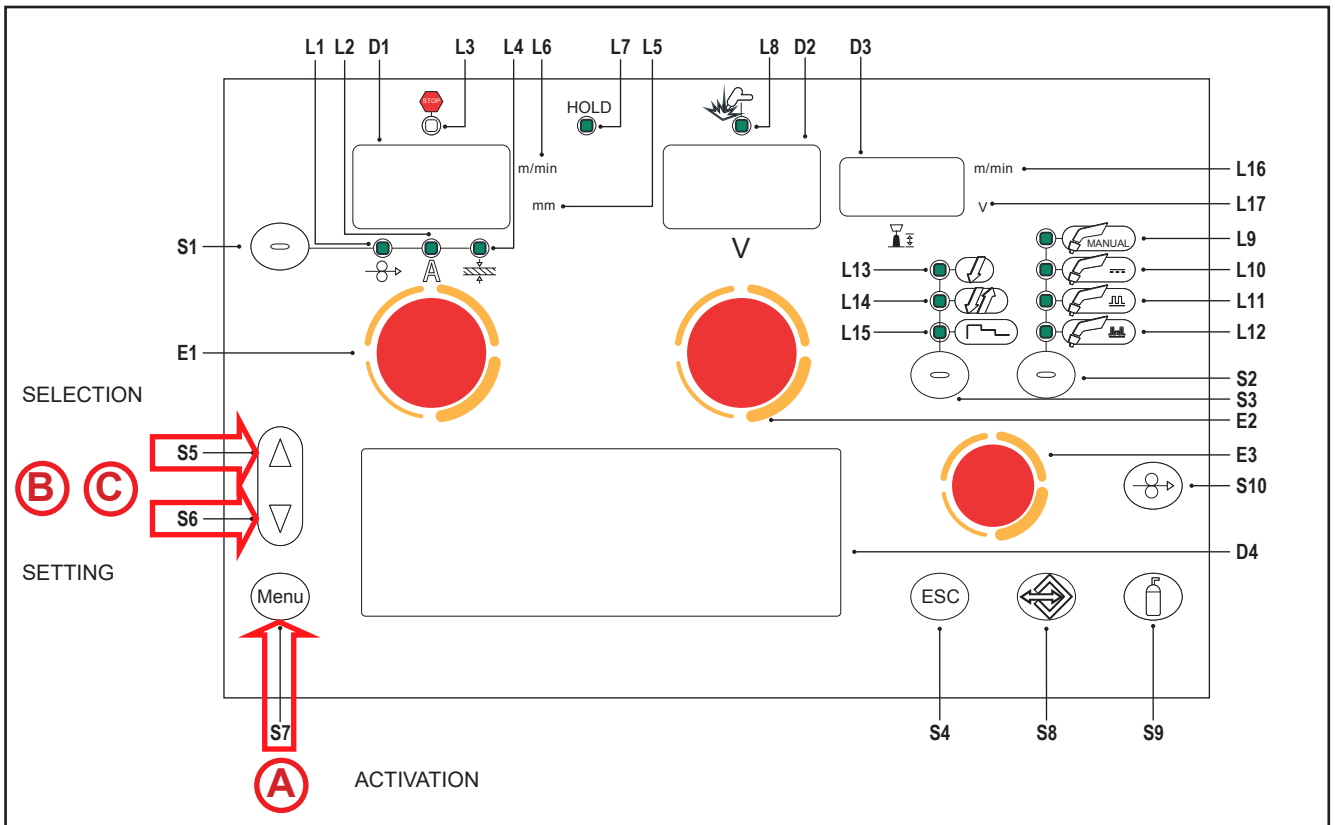 L1 L2 D1 L3 L4 L6 L7 L5 L8 D2 D3
STOP
HOLD
m/min
mm
m/min
L16
V
L17
S1
A
V
MANUAL
L9
L13
L10
L14
L11
L15
L12
E1
S2
S3
E2
SELECTION
S5
E3
B C
S10
S6
D4
SETTING
Menu
ESC
S7
S4 S8 S9
A
ACTIVATION